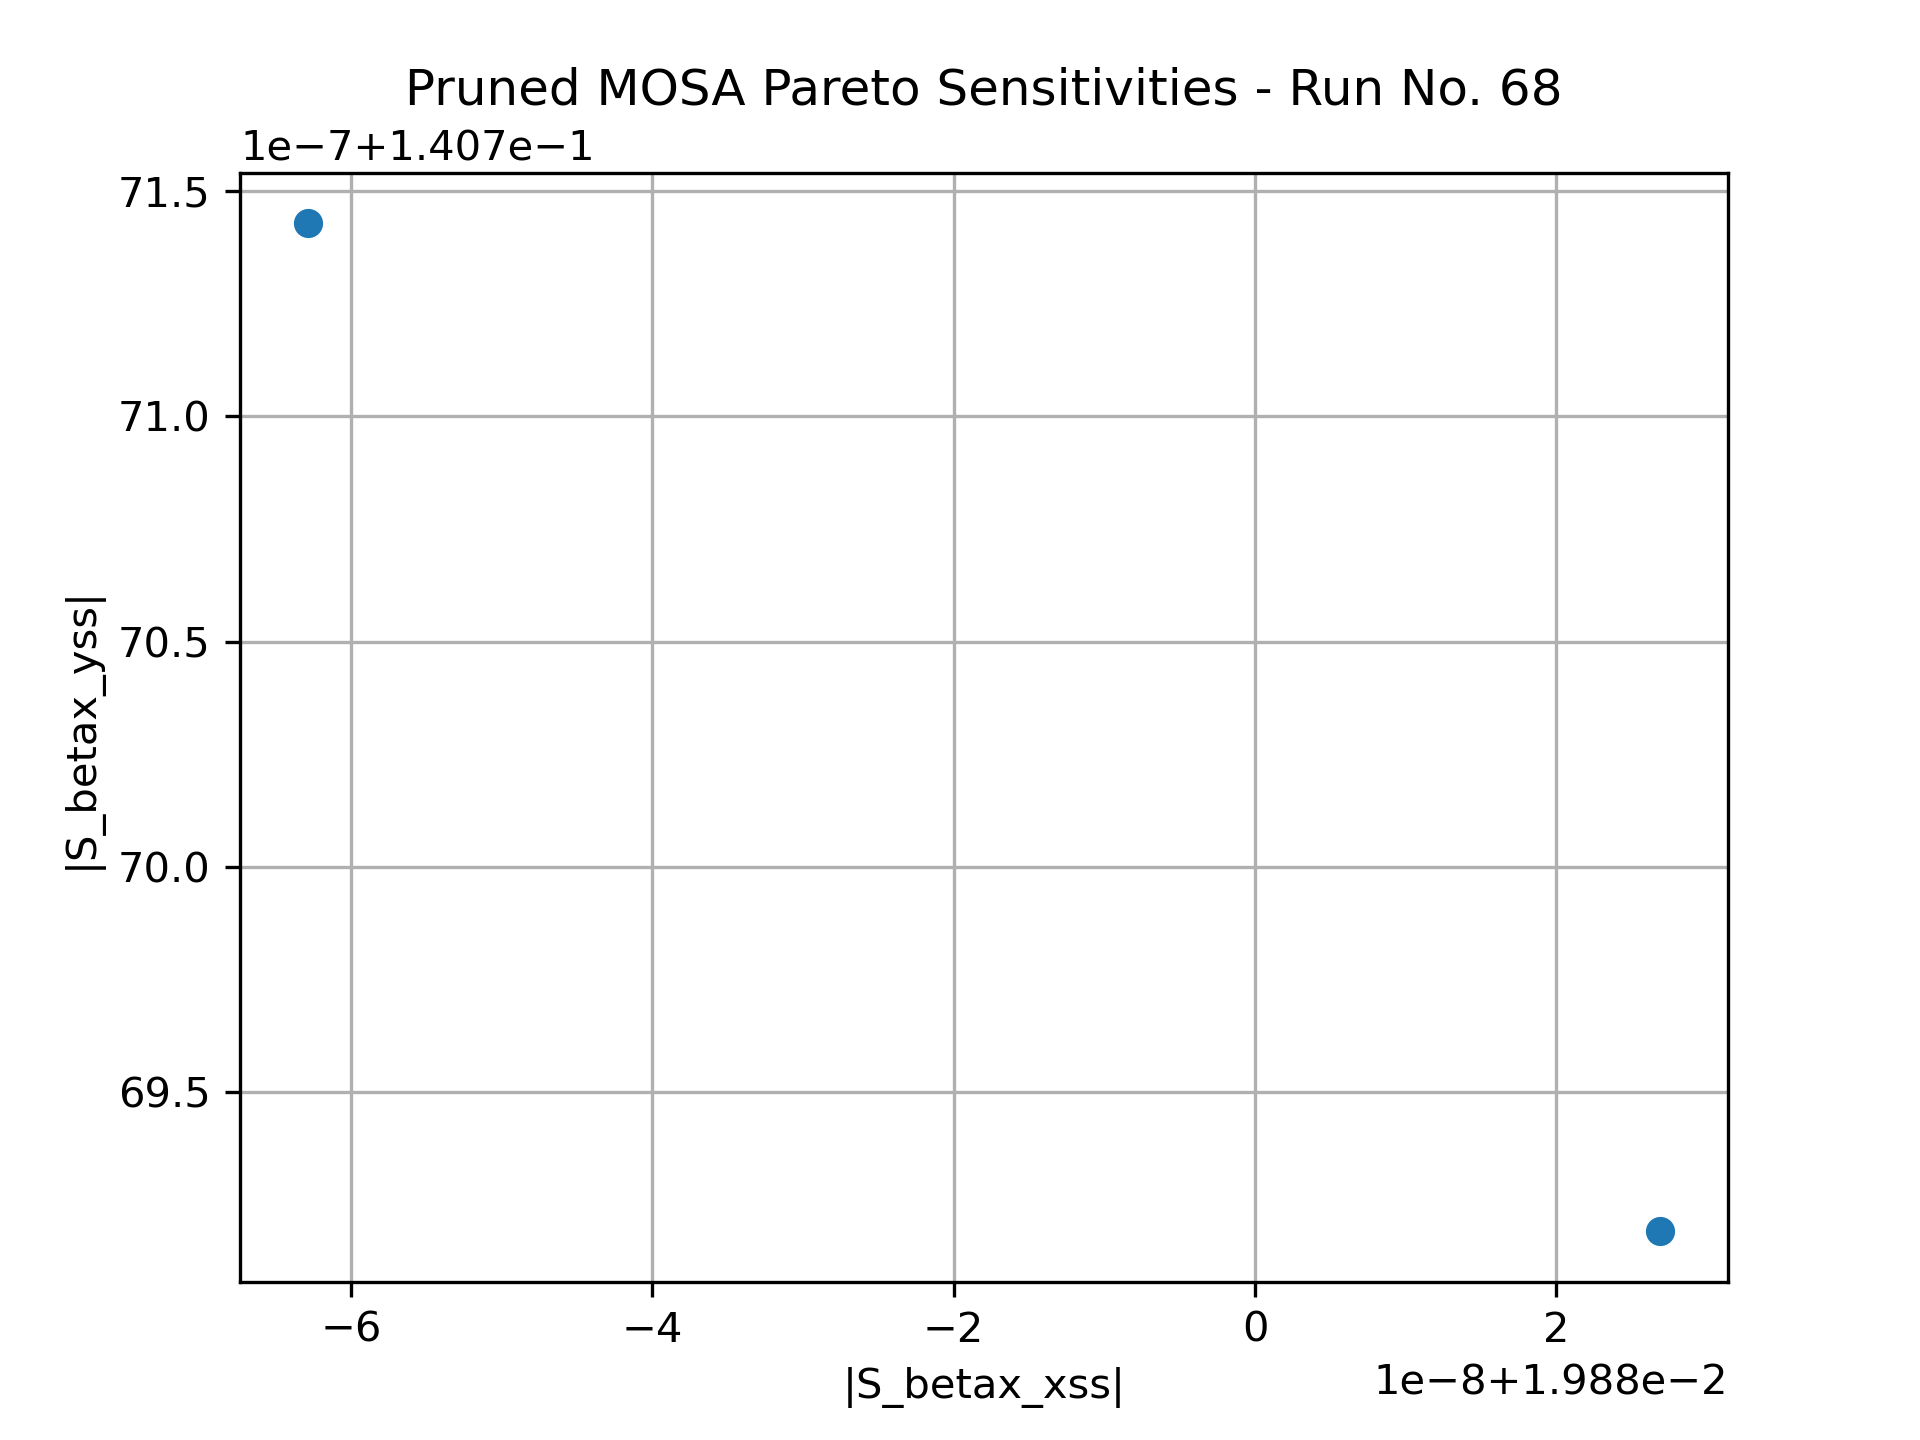 Pruned MOSA Pareto Sensitivities - Run No. 68
1e−7+1.407e−1
71.5
71.0
70.5
70.0
69.5
|S_betax_yss|
−6 −4 −2 0 2
|S_betax_xss|
1e−8+1.988e−2